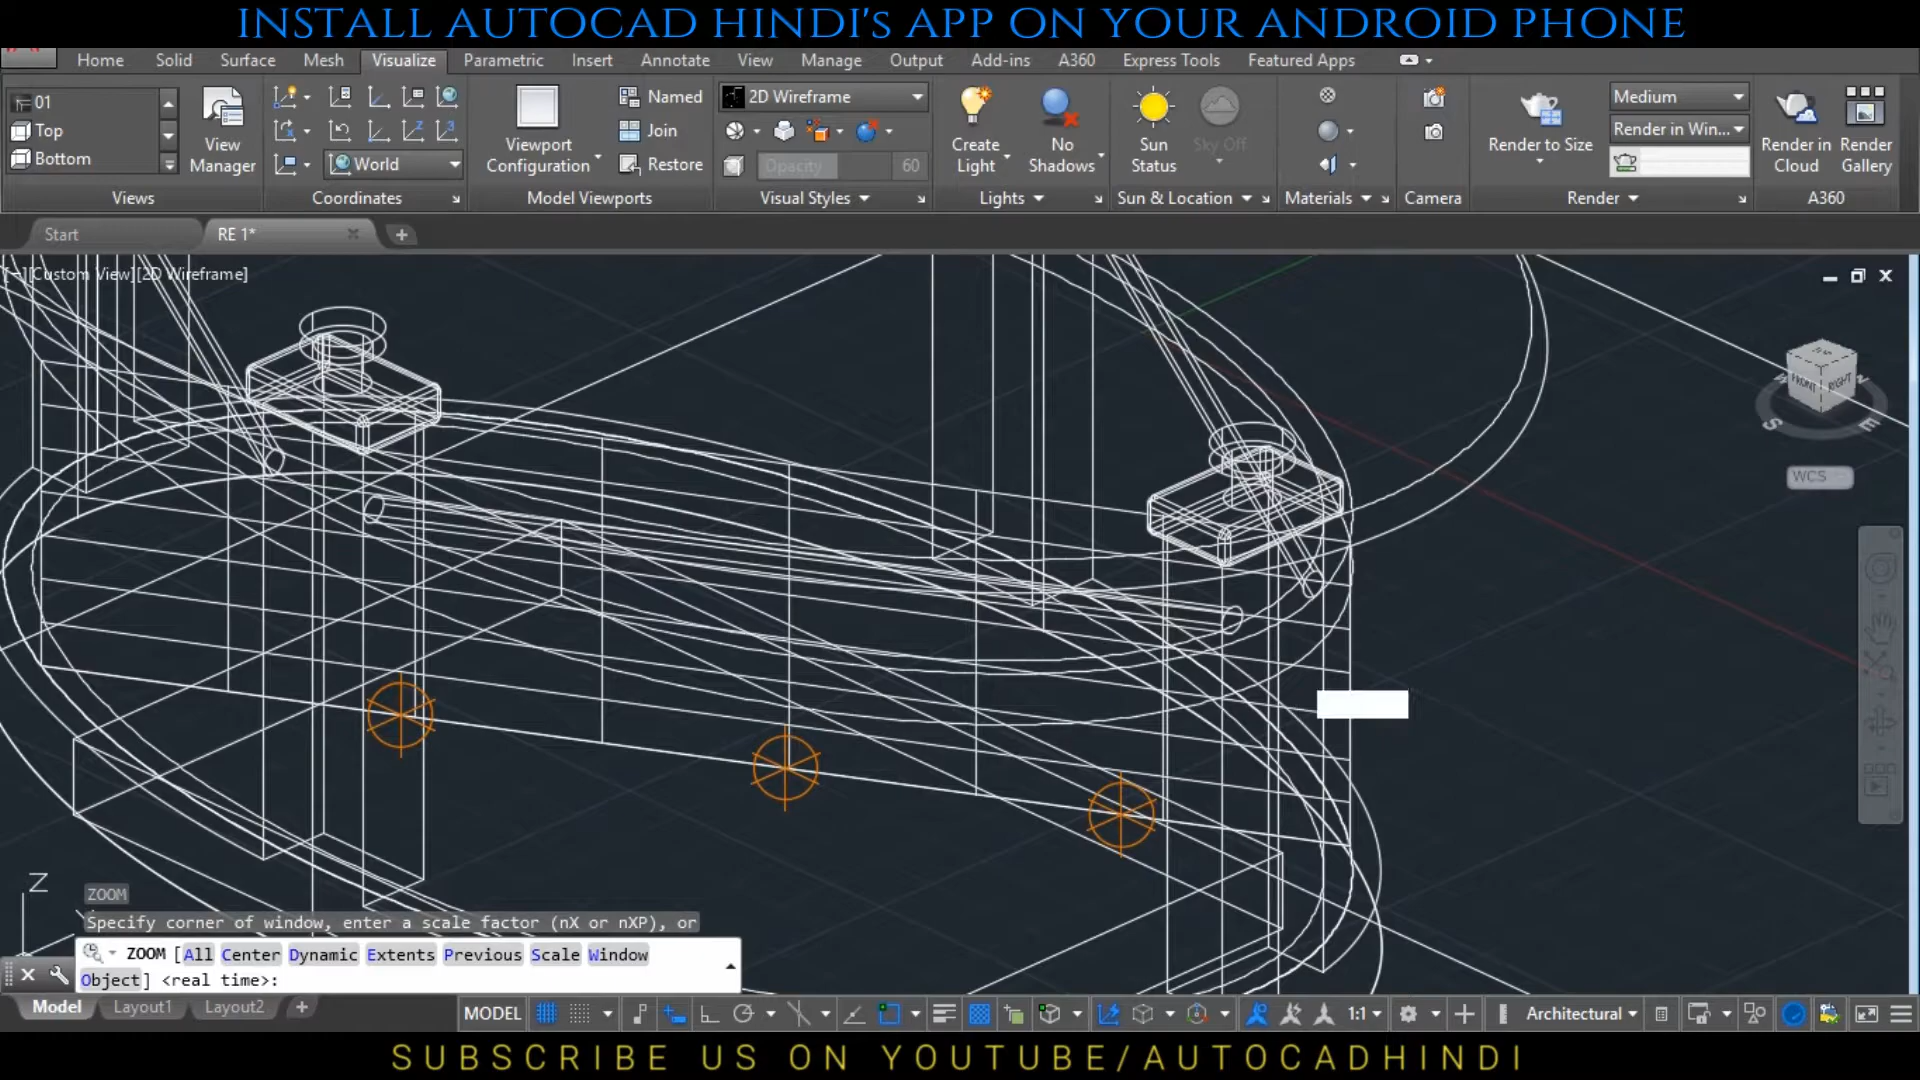 INSTALL AUTOCAD HINDI'S APP ON YOUR ANDROID PHONE
Home Solid Surface Mesh Visualize Parametric Insert Annotate View Manage Output Add-ins A360 Express Tools Featured Apps
01
Top
Bottom
View
Manager
World
Viewport
Configuration
Named
Join
Restore
2D Wireframe
Opacity 60
Create
Light
No
Shadows
Sun
Status
Sky Off
Render to Size
Medium
Render in Win...
Render in
Cloud
Render
Gallery
Views Coordinates Model Viewports Visual Styles Lights Sun & Location Materials Camera Render A360
Start RE 1*
[−][Custom View][2D Wireframe]
TOP
FRONT RIGHT
S E
WCS
Z
ZOOM
Specify corner of window, enter a scale factor (nX or nXP), or
ZOOM [All Center Dynamic Extents Previous Scale Window
Object] <real time>:
Model Layout1 Layout2 +
MODEL 1:1 Architectural
SUBSCRIBE US ON YOUTUBE/AUTOCADHINDI